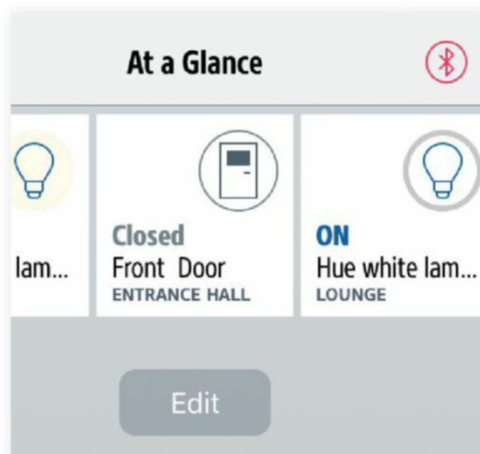 At a Glance
lam...
Closed
Front Door
ENTRANCE HALL
ON
Hue white lam...
LOUNGE
Edit